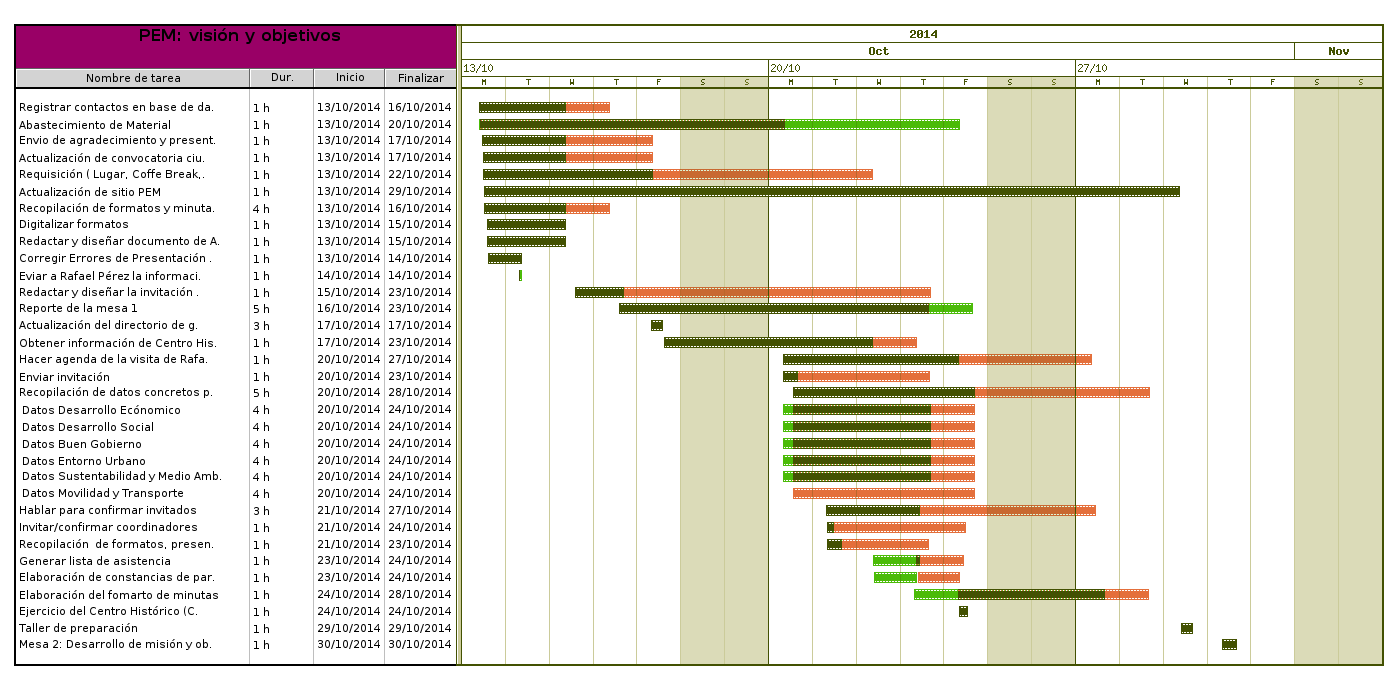 PEM: visión y objetivos
2014
Oct Nov
Nombre de tarea Dur. Inicio Finalizar
13/10 20/10 27/10
M T W T F S S M T W T F S S M T W T F S S
Registrar contactos en base de da. 1 h 13/10/2014 16/10/2014
Abastecimiento de Material 1 h 13/10/2014 20/10/2014
Envio de agradecimiento y present. 1 h 13/10/2014 17/10/2014
Actualización de convocatoria ciu. 1 h 13/10/2014 17/10/2014
Requisición ( Lugar, Coffe Break,. 1 h 13/10/2014 22/10/2014
Actualización de sitio PEM 1 h 13/10/2014 29/10/2014
Recopilación de formatos y minuta. 4 h 13/10/2014 16/10/2014
Digitalizar formatos 1 h 13/10/2014 15/10/2014
Redactar y diseñar documento de A. 1 h 13/10/2014 15/10/2014
Corregir Errores de Presentación . 1 h 13/10/2014 14/10/2014
Eviar a Rafael Pérez la informaci. 1 h 14/10/2014 14/10/2014
Redactar y diseñar la invitación . 1 h 15/10/2014 23/10/2014
Reporte de la mesa 1 5 h 16/10/2014 23/10/2014
Actualización del directorio de g. 3 h 17/10/2014 17/10/2014
Obtener información de Centro His. 1 h 17/10/2014 23/10/2014
Hacer agenda de la visita de Rafa. 1 h 20/10/2014 27/10/2014
Enviar invitación 1 h 20/10/2014 23/10/2014
Recopilación de datos concretos p. 5 h 20/10/2014 28/10/2014
Datos Desarrollo Ecónomico 4 h 20/10/2014 24/10/2014
Datos Desarrollo Social 4 h 20/10/2014 24/10/2014
Datos Buen Gobierno 4 h 20/10/2014 24/10/2014
Datos Entorno Urbano 4 h 20/10/2014 24/10/2014
Datos Sustentabilidad y Medio Amb. 4 h 20/10/2014 24/10/2014
Datos Movilidad y Transporte 4 h 20/10/2014 24/10/2014
Hablar para confirmar invitados 3 h 21/10/2014 27/10/2014
Invitar/confirmar coordinadores 1 h 21/10/2014 24/10/2014
Recopilación de formatos, presen. 1 h 21/10/2014 23/10/2014
Generar lista de asistencia 1 h 23/10/2014 24/10/2014
Elaboración de constancias de par. 1 h 23/10/2014 24/10/2014
Elaboración del fomarto de minutas 1 h 24/10/2014 28/10/2014
Ejercicio del Centro Histórico (C. 1 h 24/10/2014 24/10/2014
Taller de preparación 1 h 29/10/2014 29/10/2014
Mesa 2: Desarrollo de misión y ob. 1 h 30/10/2014 30/10/2014